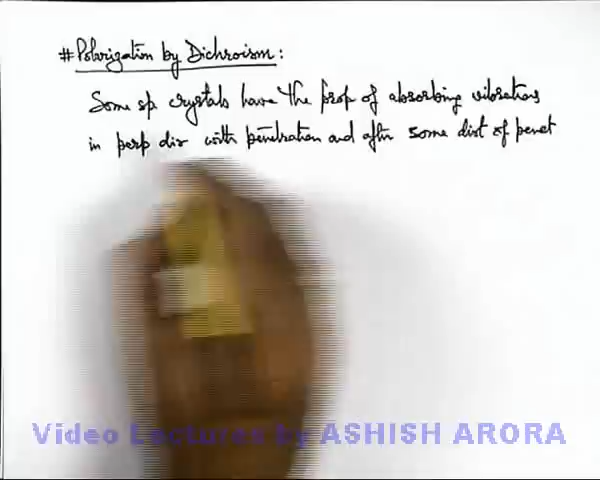 # Polarization by Dichroism :
Some sp. crystals have the prop of absorbing vibrations
in perp dir with penetration and after some dist of penet
Video Lectures by ASHISH ARORA